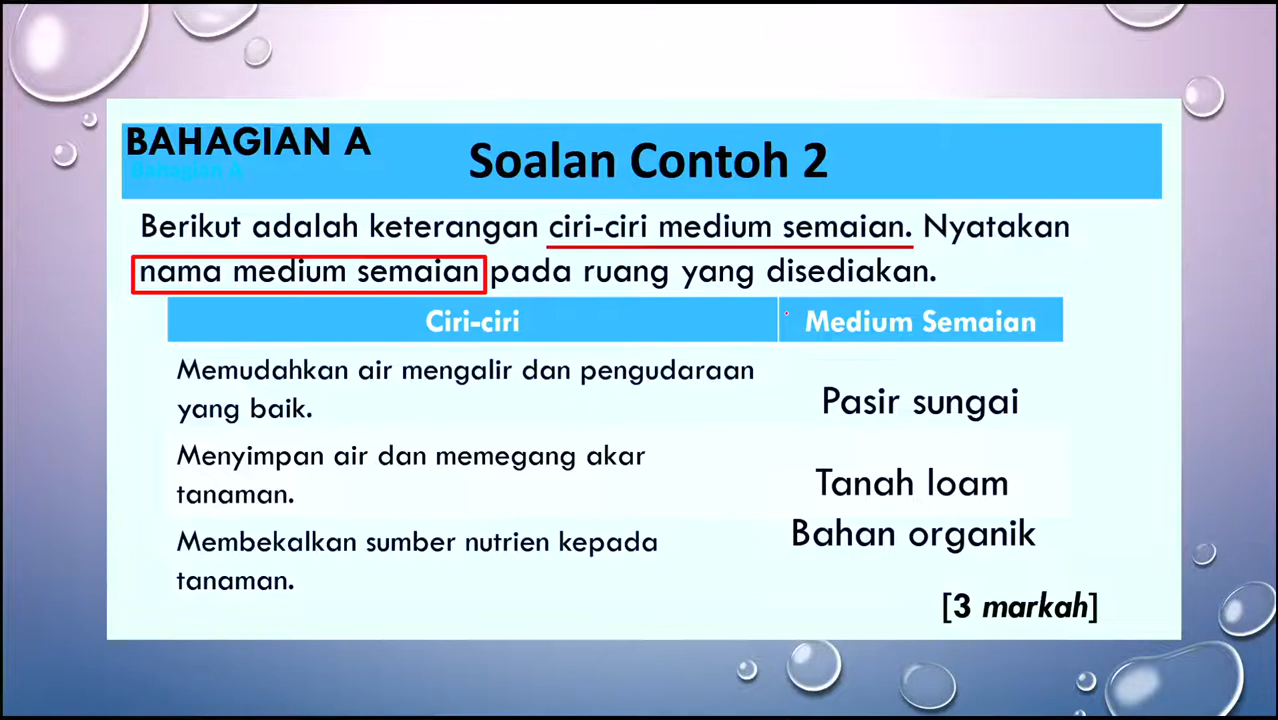 BAHAGIAN A
Bahagian A
Soalan Contoh 2
Berikut adalah keterangan ciri-ciri medium semaian. Nyatakan
nama medium semaian pada ruang yang disediakan.
Ciri-ciri
Medium Semaian
Memudahkan air mengalir dan pengudaraan
yang baik.
Pasir sungai
Menyimpan air dan memegang akar
tanaman.
Tanah loam
Membekalkan sumber nutrien kepada
tanaman.
Bahan organik
[3 markah]